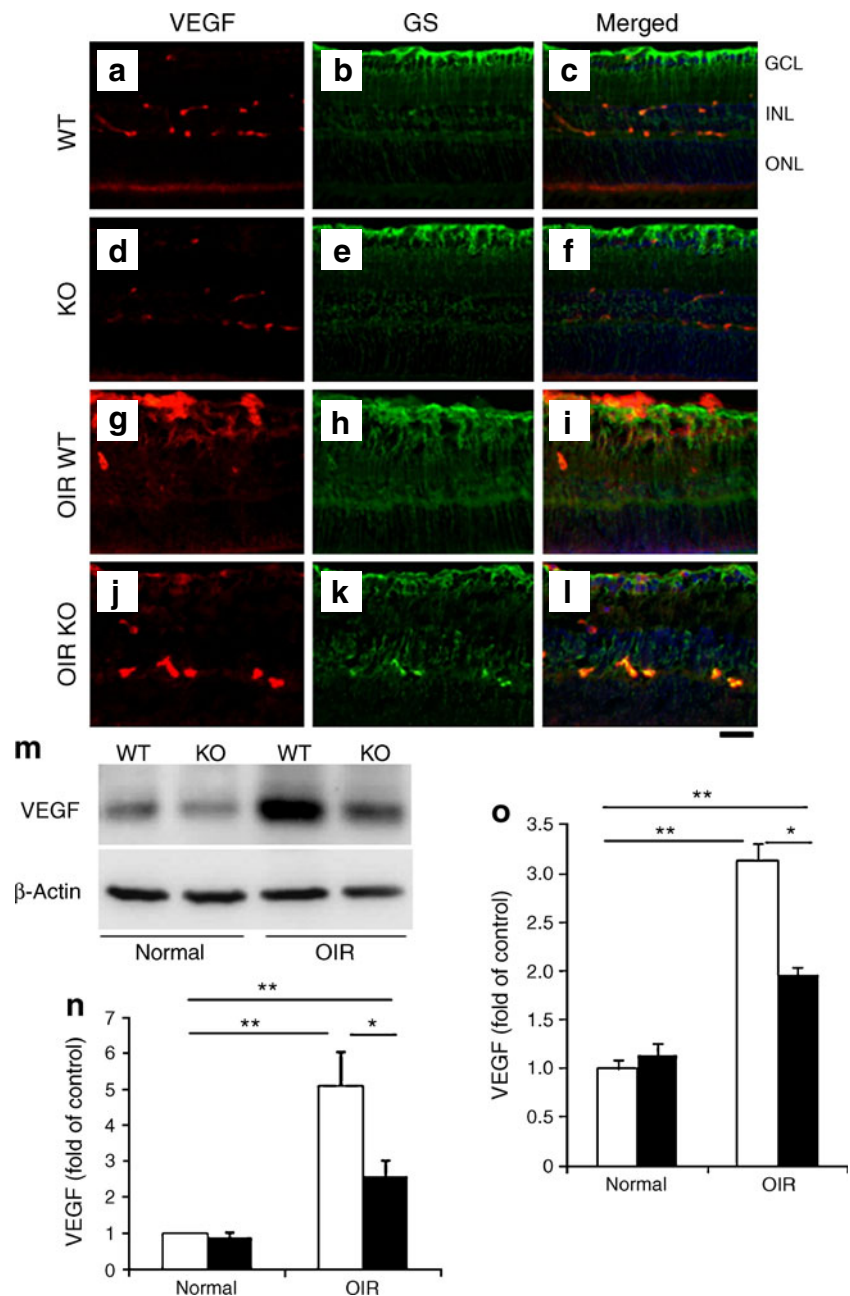 VEGF GS Merged
WT
a b c
GCL
INL
ONL
KO
d e f
OIR WT
g h i
OIR KO
j k l
m
WT KO WT KO
VEGF
β-Actin
Normal OIR
n
VEGF (fold of control)
7
6
5
4
3
2
1
0
**
**
*
Normal OIR
o
VEGF (fold of control)
3.5
3.0
2.5
2.0
1.5
1.0
0.5
0
**
**
*
Normal OIR